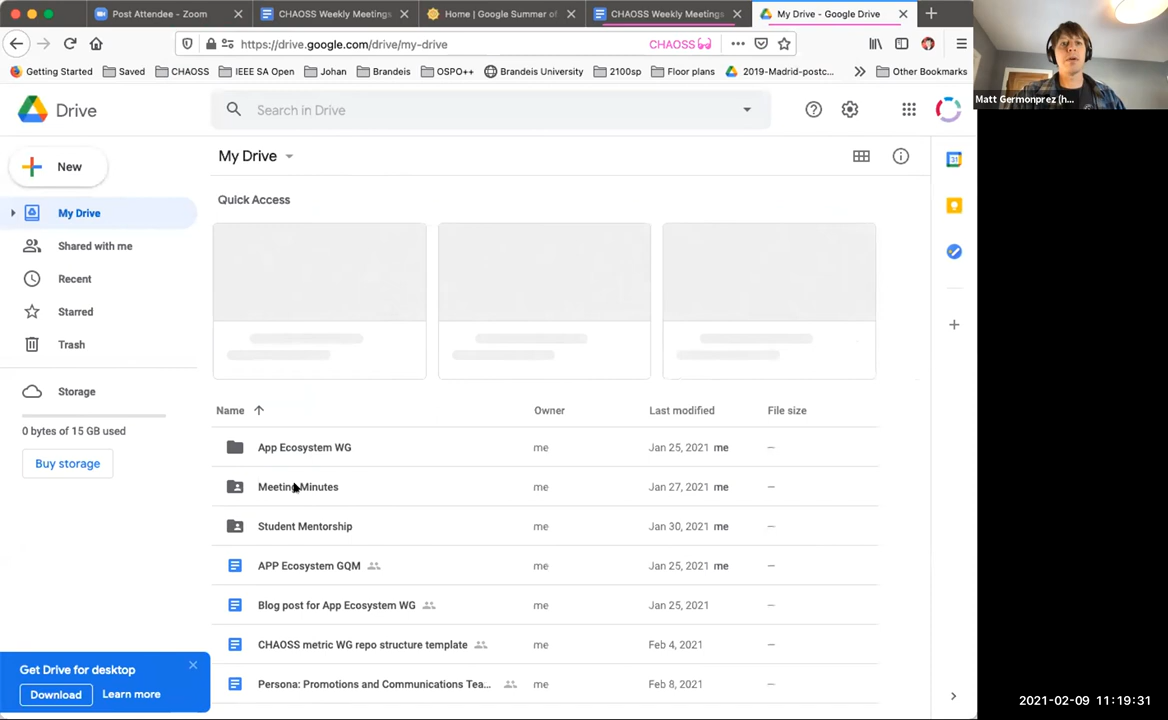 Post Attendee - Zoom
CHAOSS Weekly Meetings
Home | Google Summer of
CHAOSS Weekly Meetings
My Drive - Google Drive
https://drive.google.com/drive/my-drive
CHAOSS
Getting Started
Saved
CHAOSS
IEEE SA Open
Johan
Brandeis
OSPO++
Brandeis University
2100sp
Floor plans
2019-Madrid-postc...
Other Bookmarks
Matt Germonprez (h...
Drive
Search in Drive
New
My Drive
Shared with me
Recent
Starred
Trash
Storage
0 bytes of 15 GB used
Buy storage
My Drive
Quick Access
Name Owner Last modified File size
App Ecosystem WG me Jan 25, 2021 me —
Meeting Minutes me Jan 27, 2021 me —
Student Mentorship me Jan 30, 2021 me —
APP Ecosystem GQM me Jan 25, 2021 me —
Blog post for App Ecosystem WG me Jan 25, 2021 —
CHAOSS metric WG repo structure template me Feb 4, 2021 —
Persona: Promotions and Communications Tea... me Feb 8, 2021 —
31
Get Drive for desktop
Download Learn more
2021-02-09 11:19:31